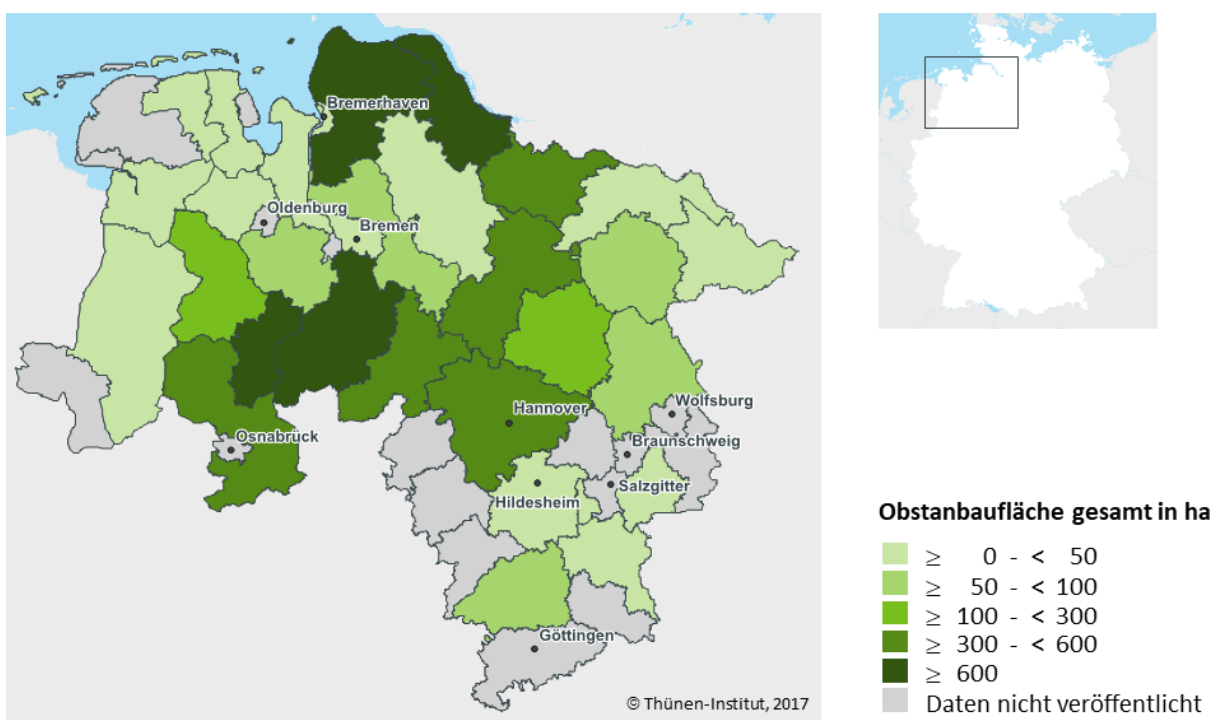 Bremerhaven
Oldenburg
Bremen
Hannover
Wolfsburg
Osnabrück
Braunschweig
Salzgitter
Hildesheim
Göttingen
© Thünen-Institut, 2017
Obstanbaufläche gesamt in ha
≥ 0 - < 50
≥ 50 - < 100
≥ 100 - < 300
≥ 300 - < 600
≥ 600
Daten nicht veröffentlicht